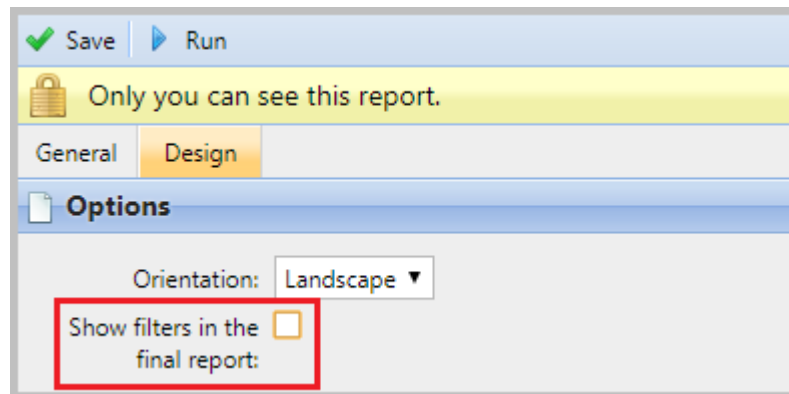 Save Run
Only you can see this report.
General Design
Options
Orientation: Landscape
Show filters in the
final report: